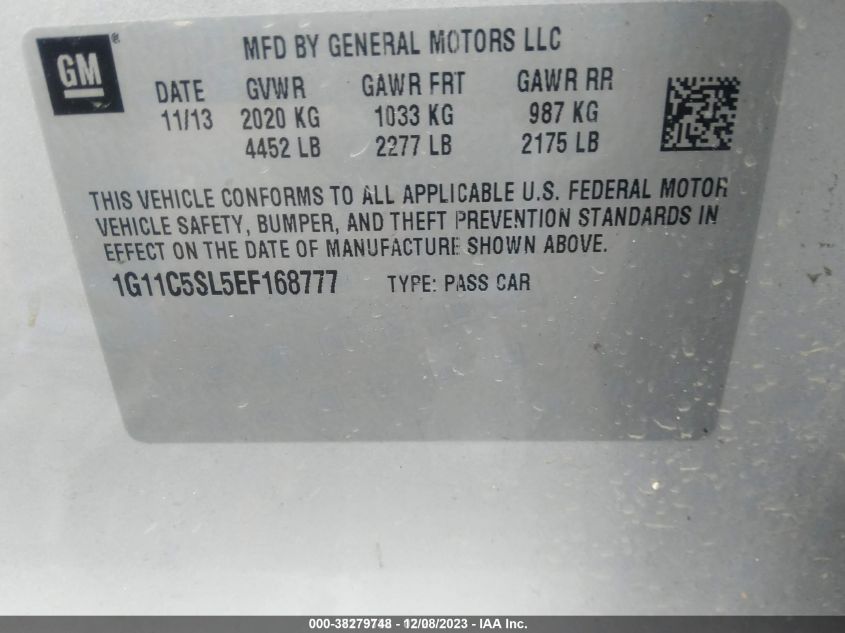 GM ®
MFD BY GENERAL MOTORS LLC
DATE GVWR GAWR FRT GAWR RR
11/13 2020 KG 1033 KG 987 KG
4452 LB 2277 LB 2175 LB
THIS VEHICLE CONFORMS TO ALL APPLICABLE U.S. FEDERAL MOTOR
VEHICLE SAFETY, BUMPER, AND THEFT PREVENTION STANDARDS IN
EFFECT ON THE DATE OF MANUFACTURE SHOWN ABOVE.
1G11C5SL5EF168777 TYPE: PASS CAR
000-38279748 - 12/08/2023 - IAA Inc.